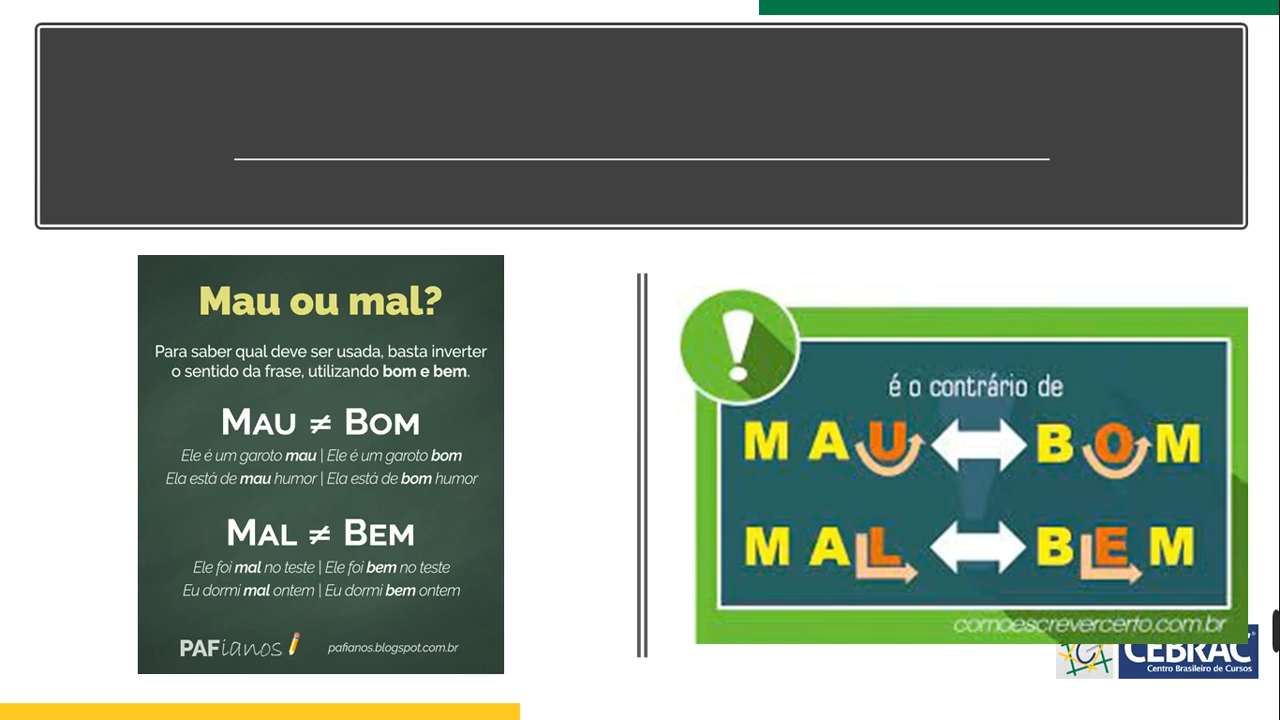 Mau ou mal?
Para saber qual deve ser usada, basta inverter
o sentido da frase, utilizando bom e bem.
MAU ≠ BOM
Ele é um garoto mau | Ele é um garoto bom
Ela está de mau humor | Ela está de bom humor
MAL ≠ BEM
Ele foi mal no teste | Ele foi bem no teste
Eu dormi mal ontem | Eu dormi bem ontem
PAFianos
pafianos.blogspot.com.br
!
é o contrário de
MAU BOM
MAL BEM
comoescrevercerto.com.br
CEBRAC
Centro Brasileiro de Cursos